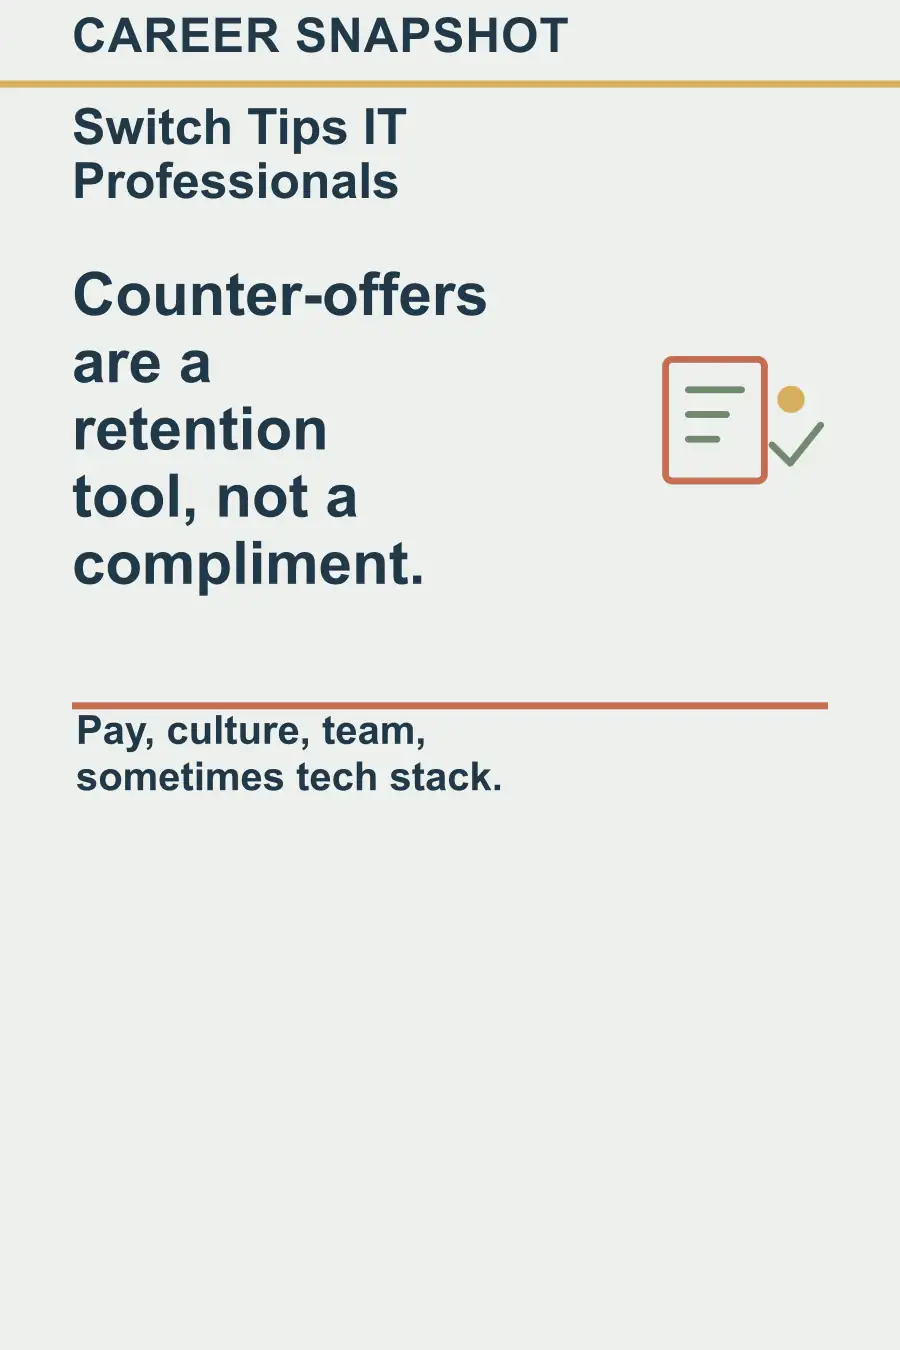 CAREER SNAPSHOT
Switch Tips IT
Professionals
Counter-offers
are a
retention
tool, not a
compliment.
Pay, culture, team,
sometimes tech stack.